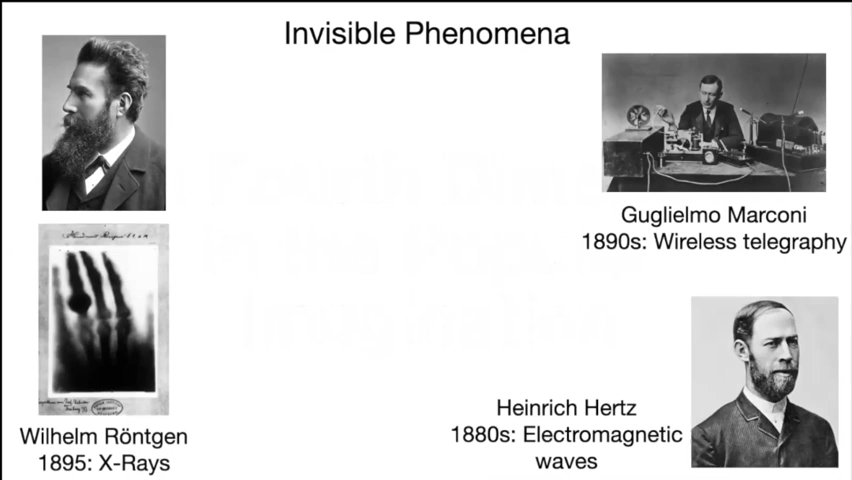 Invisible Phenomena
Guglielmo Marconi
1890s: Wireless telegraphy
Heinrich Hertz
1880s: Electromagnetic
waves
Wilhelm Röntgen
1895: X-Rays